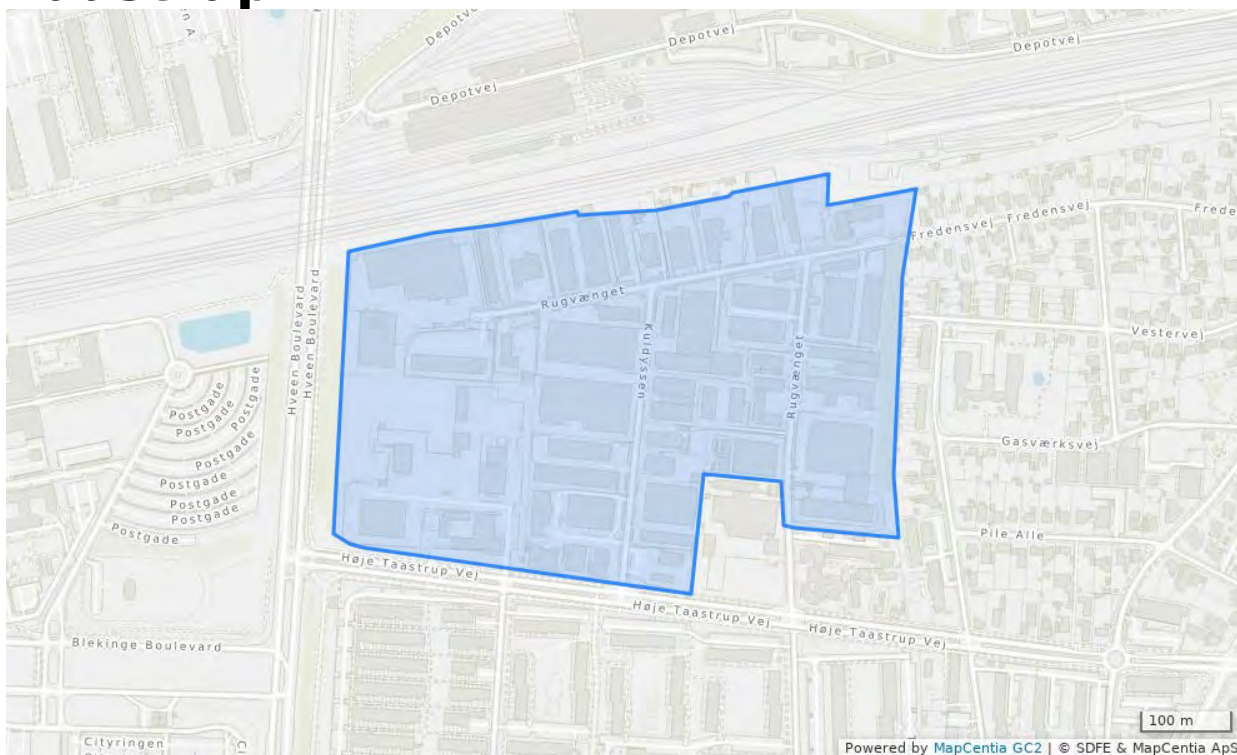 Depotvej
Depotvej
Depotvej
Depotvej
Fredensvej
Fredensvej
Rugvænget
Hveen Boulevard
Hveen Boulevard
Kuldyssen
Vestervej
Rugvænget
Postgade
Postgade
Postgade
Postgade
Postgade
Postgade
Postgade
Postgade
Gasværksvej
Pile Alle
Høje Taastrup Vej
Høje Taastrup Vej
Høje Taastrup Vej
Blekinge Boulevard
100 m
Cityringen
Powered by MapCentia GC2 | © SDFE & MapCentia ApS